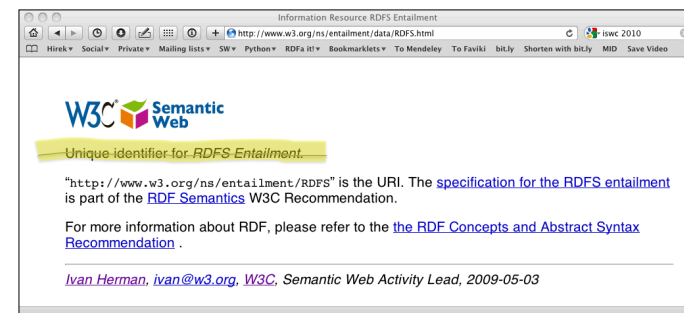 Information Resource RDFS Entailment
http://www.w3.org/ns/entailment/data/RDFS.html
iswc 2010
Hirek Social Private Mailing lists SW Python RDFa it! Bookmarklets To Mendeley To Faviki bit.ly Shorten with bit.ly MID Save Video
W3C Semantic
Web
Unique identifier for RDFS Entailment.
“http://www.w3.org/ns/entailment/RDFS” is the URI. The specification for the RDFS entailment
is part of the RDF Semantics W3C Recommendation.
For more information about RDF, please refer to the the RDF Concepts and Abstract Syntax
Recommendation .
Ivan Herman, ivan@w3.org, W3C, Semantic Web Activity Lead, 2009-05-03